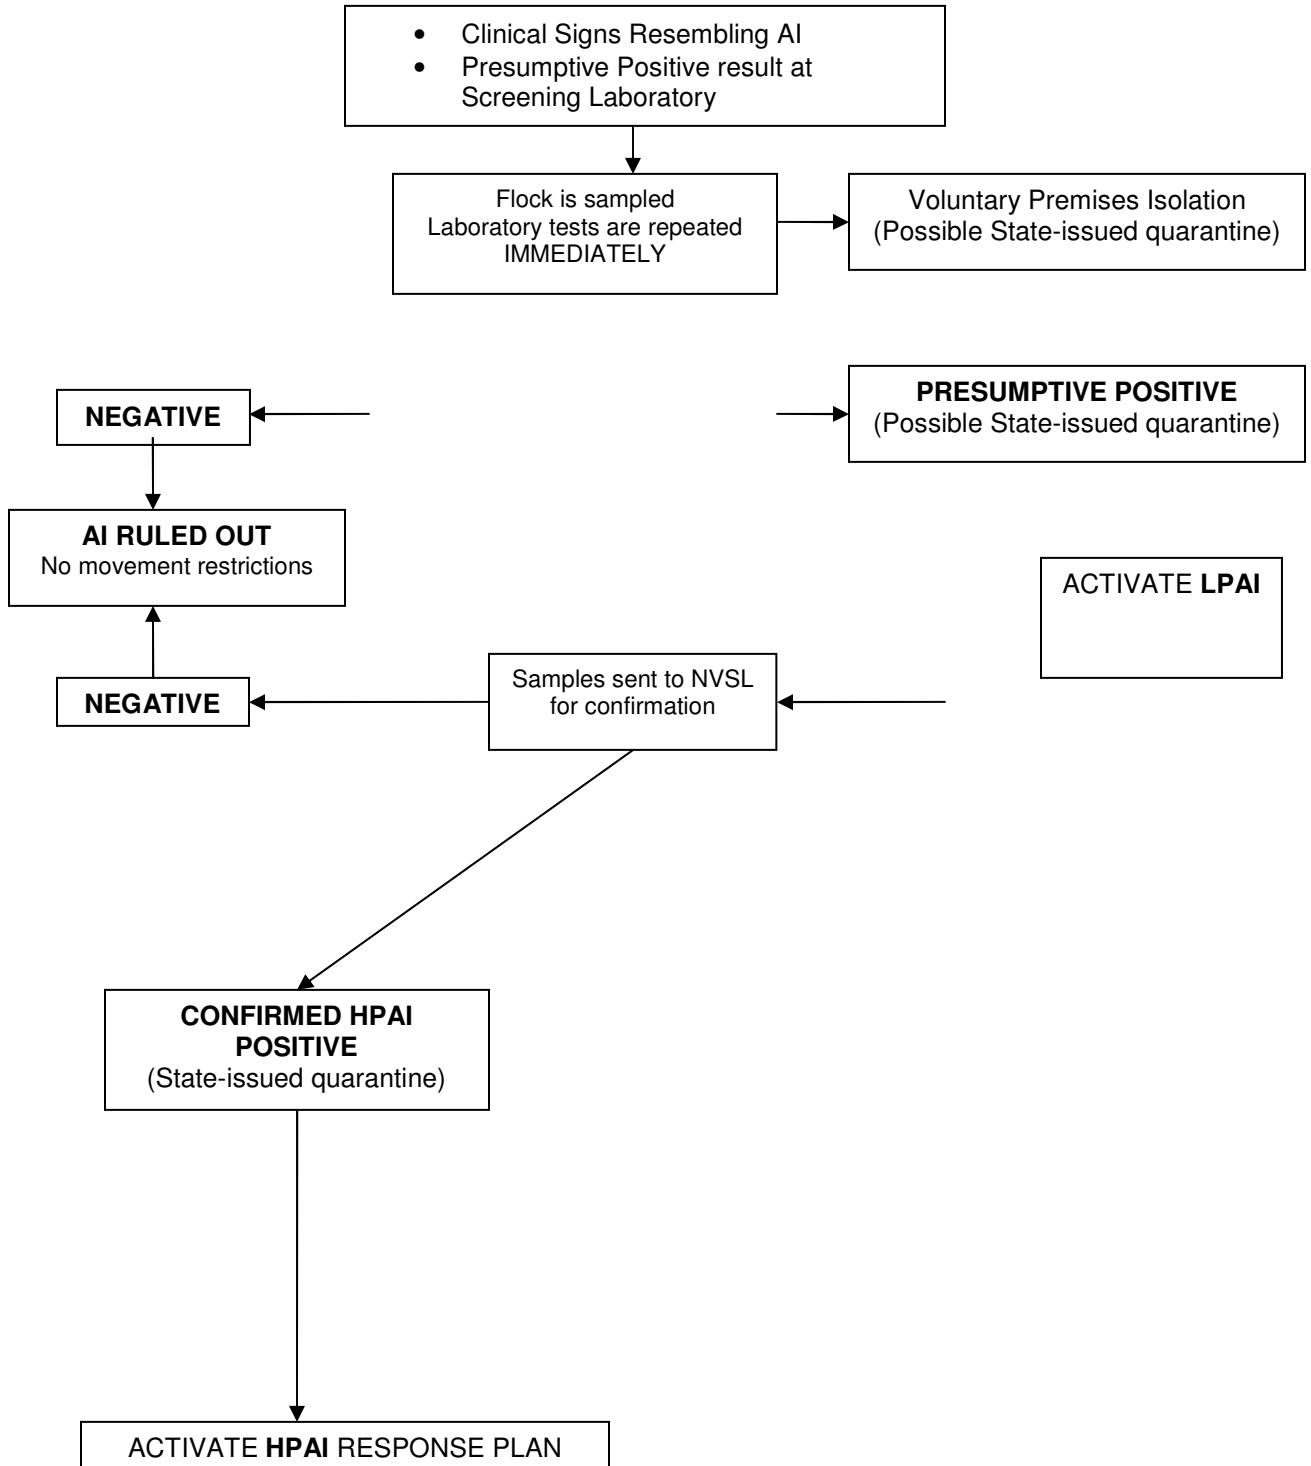 • Clinical Signs Resembling AI
• Presumptive Positive result at
Screening Laboratory
Flock is sampled
Laboratory tests are repeated
IMMEDIATELY
Voluntary Premises Isolation
(Possible State-issued quarantine)
NEGATIVE
PRESUMPTIVE POSITIVE
(Possible State-issued quarantine)
AI RULED OUT
No movement restrictions
ACTIVATE LPAI
Samples sent to NVSL
for confirmation
NEGATIVE
CONFIRMED HPAI
POSITIVE
(State-issued quarantine)
ACTIVATE HPAI RESPONSE PLAN